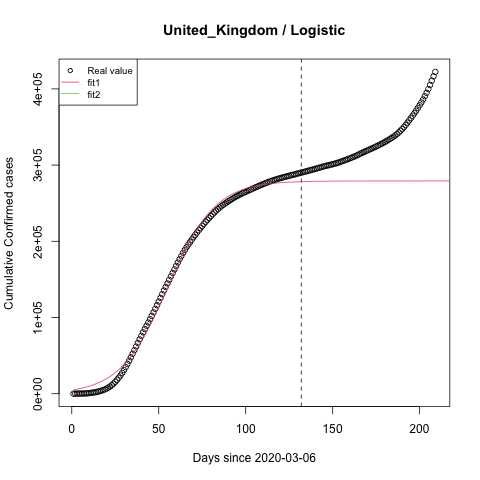 United_Kingdom / Logistic
Real value
fit1
fit2
Cumulative Confirmed cases
4e+05
3e+05
2e+05
1e+05
0e+00
0 50 100 150 200
Days since 2020-03-06